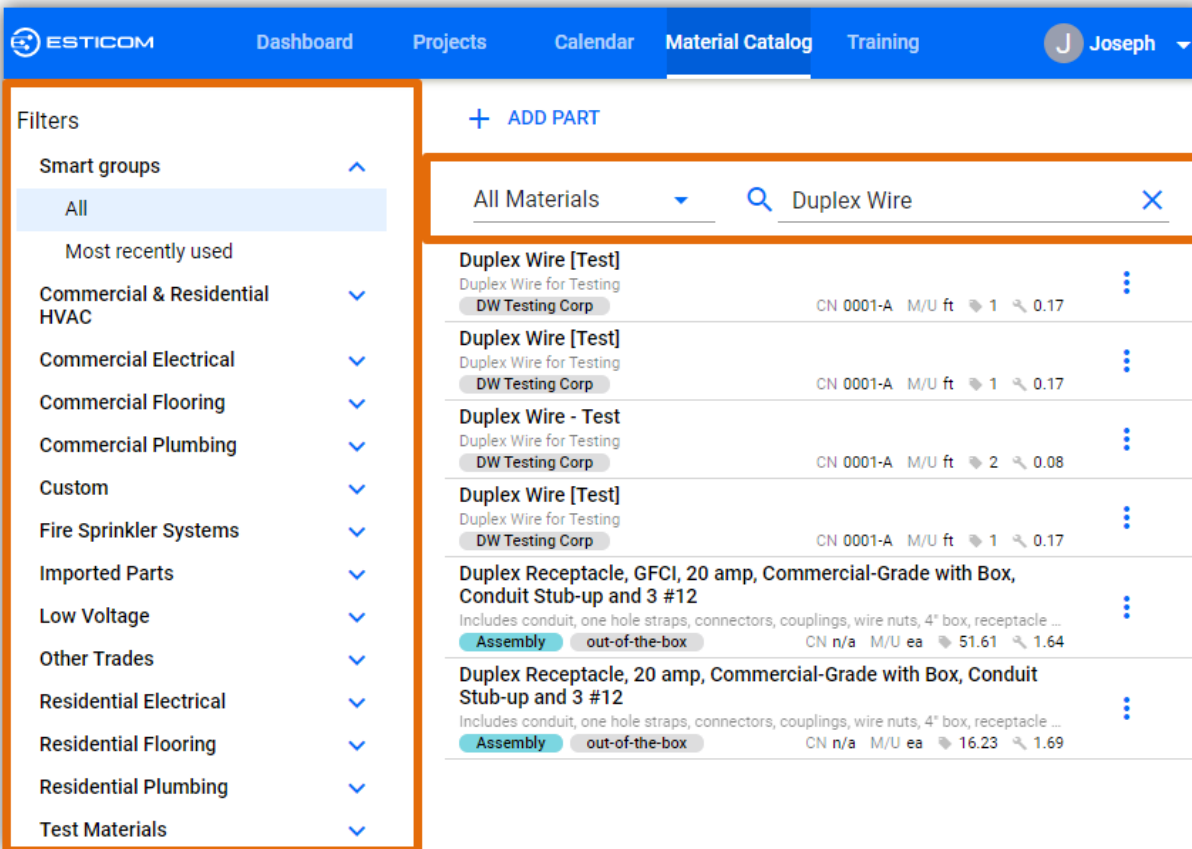 ESTICOM Dashboard Projects Calendar Material Catalog Training J Joseph
Filters
Smart groups
All
Most recently used
Commercial & Residential
HVAC
Commercial Electrical
Commercial Flooring
Commercial Plumbing
Custom
Fire Sprinkler Systems
Imported Parts
Low Voltage
Other Trades
Residential Electrical
Residential Flooring
Residential Plumbing
Test Materials
+ ADD PART
All Materials Duplex Wire
Duplex Wire [Test]
Duplex Wire for Testing
DW Testing Corp CN 0001-A M/U ft 1 0.17
Duplex Wire [Test]
Duplex Wire for Testing
DW Testing Corp CN 0001-A M/U ft 1 0.17
Duplex Wire - Test
Duplex Wire for Testing
DW Testing Corp CN 0001-A M/U ft 2 0.08
Duplex Wire [Test]
Duplex Wire for Testing
DW Testing Corp CN 0001-A M/U ft 1 0.17
Duplex Receptacle, GFCI, 20 amp, Commercial-Grade with Box,
Conduit Stub-up and 3 #12
Includes conduit, one hole straps, connectors, couplings, wire nuts, 4" box, receptacle ...
Assembly out-of-the-box CN n/a M/U ea 51.61 1.64
Duplex Receptacle, 20 amp, Commercial-Grade with Box, Conduit
Stub-up and 3 #12
Includes conduit, one hole straps, connectors, couplings, wire nuts, 4" box, receptacle ...
Assembly out-of-the-box CN n/a M/U ea 16.23 1.69